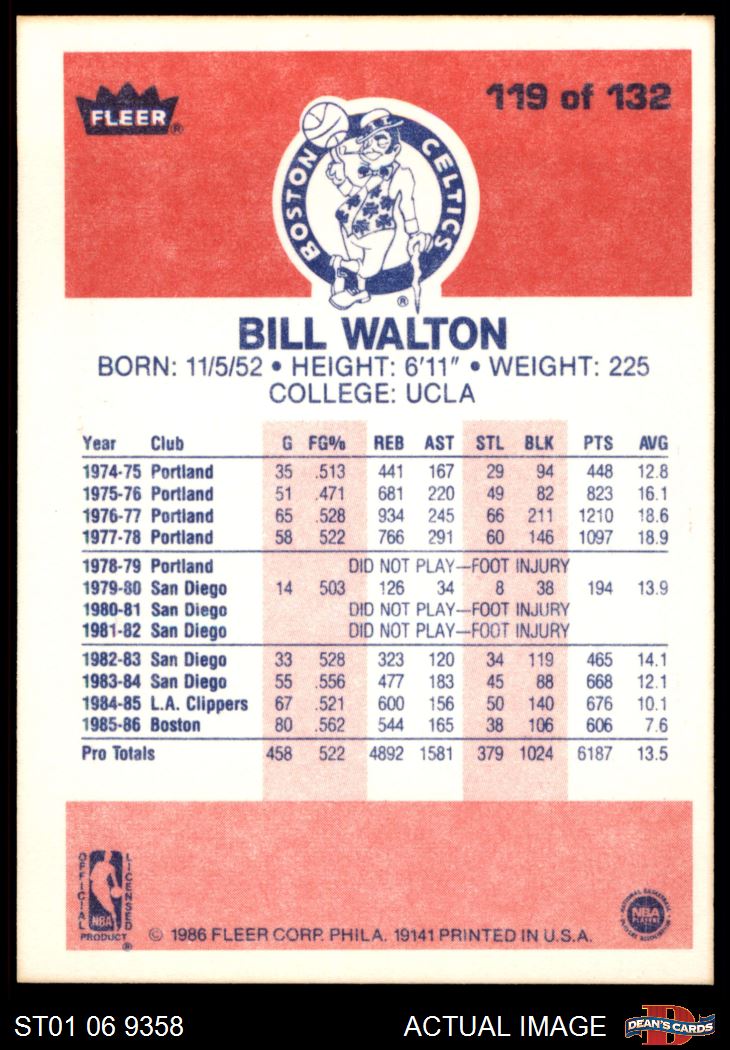 FLEER®
119 of 132
BOSTON CELTICS
®
BILL WALTON
BORN: 11/5/52 • HEIGHT: 6'11" • WEIGHT: 225
COLLEGE: UCLA
Year Club G FG% REB AST STL BLK PTS AVG
1974-75 Portland 35 .513 441 167 29 94 448 12.8
1975-76 Portland 51 .471 681 220 49 82 823 16.1
1976-77 Portland 65 .528 934 245 66 211 1210 18.6
1977-78 Portland 58 .522 766 291 60 146 1097 18.9
1978-79 Portland DID NOT PLAY—FOOT INJURY
1979-80 San Diego 14 .503 126 34 8 38 194 13.9
1980-81 San Diego DID NOT PLAY—FOOT INJURY
1981-82 San Diego DID NOT PLAY—FOOT INJURY
1982-83 San Diego 33 .528 323 120 34 119 465 14.1
1983-84 San Diego 55 .556 477 183 45 88 668 12.1
1984-85 L.A. Clippers 67 .521 600 156 50 140 676 10.1
1985-86 Boston 80 .562 544 165 38 106 606 7.6
Pro Totals 458 .522 4892 1581 379 1024 6187 13.5
OFFICIAL LICENSED
NBA
PRODUCT ®
© 1986 FLEER CORP. PHILA. 19141 PRINTED IN U.S.A.
NATIONAL BASKETBALL
NBA
PLAYERS
PLAYERS ASSOCIATION
ST01 06 9358
ACTUAL IMAGE
D
DEAN'S CARDS